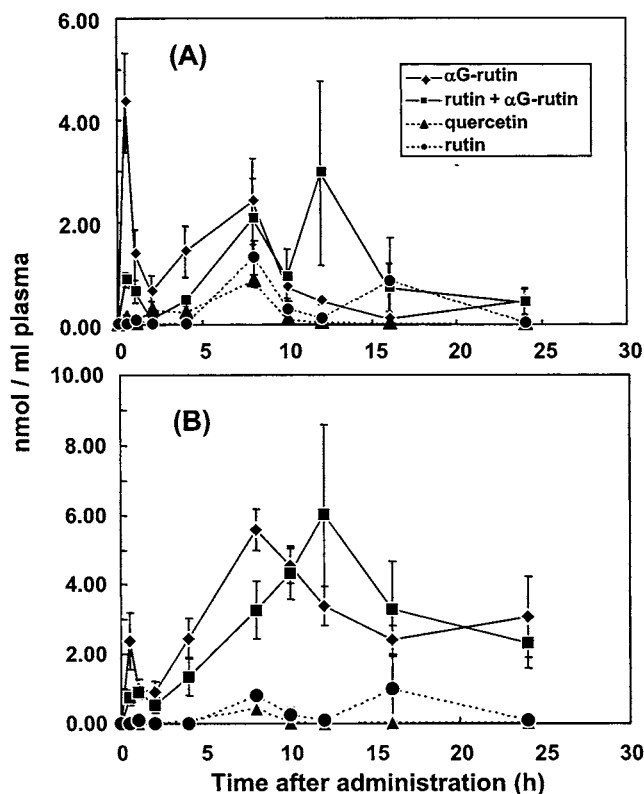 6.00
(A)
αG-rutin
rutin + αG-rutin
quercetin
rutin
4.00
2.00
0.00
0 5 10 15 20 25 30
nmol / ml plasma
10.00
(B)
8.00
6.00
4.00
2.00
0.00
0 5 10 15 20 25 30
Time after administration (h)